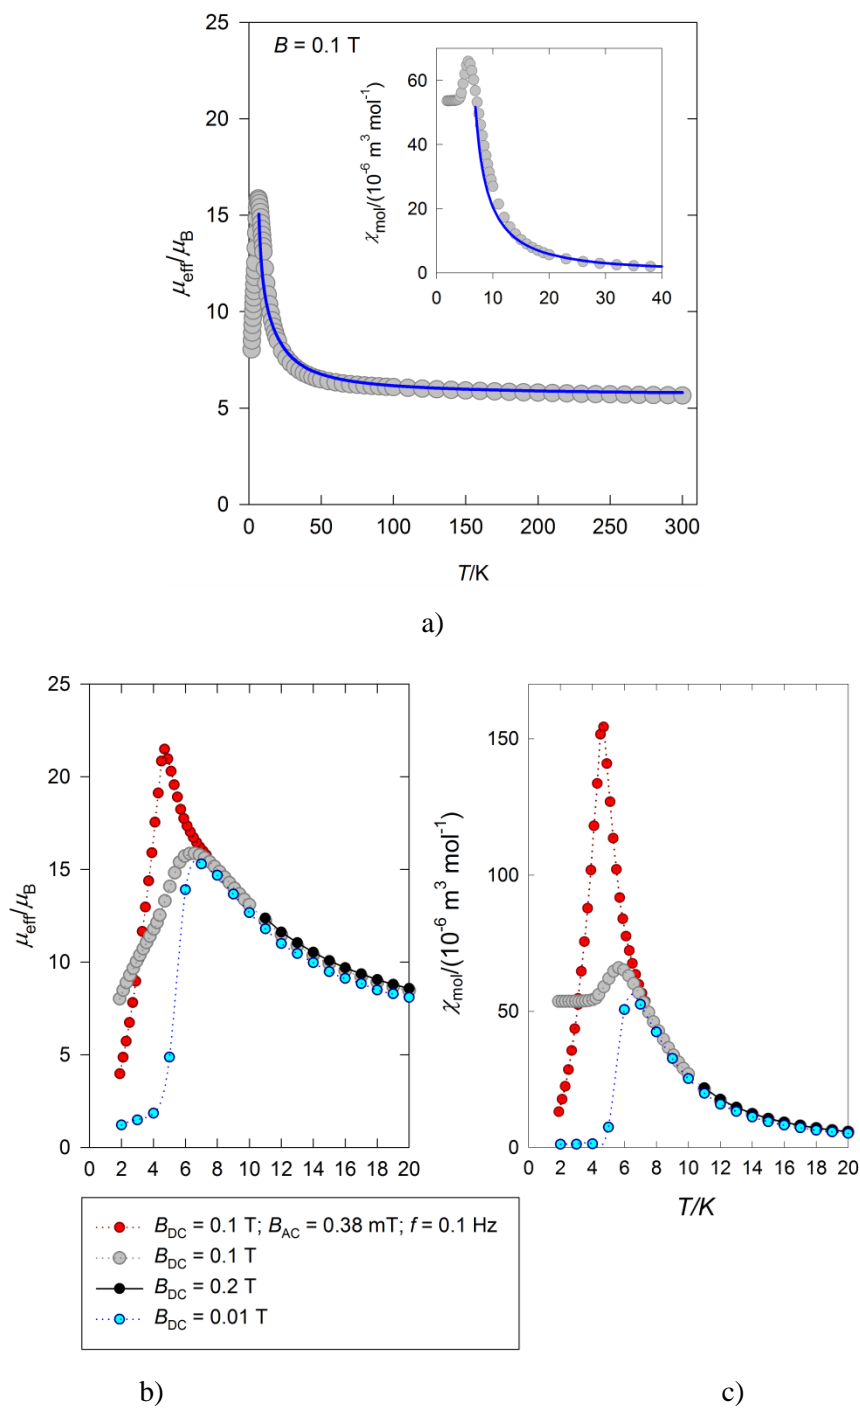 25
20
15
10
5
0
B = 0.1 T
μeff/μB
0 50 100 150 200 250 300
T/K
60
40
20
0
χmol/(10⁻⁶ m³ mol⁻¹)
0 10 20 30 40
a)
25
20
15
10
5
0
μeff/μB
0 2 4 6 8 10 12 14 16 18 20
150
100
50
0
χmol/(10⁻⁶ m³ mol⁻¹)
0 2 4 6 8 10 12 14 16 18 20
T/K
BDC = 0.1 T; BAC = 0.38 mT; f = 0.1 Hz
BDC = 0.1 T
BDC = 0.2 T
BDC = 0.01 T
b)
c)